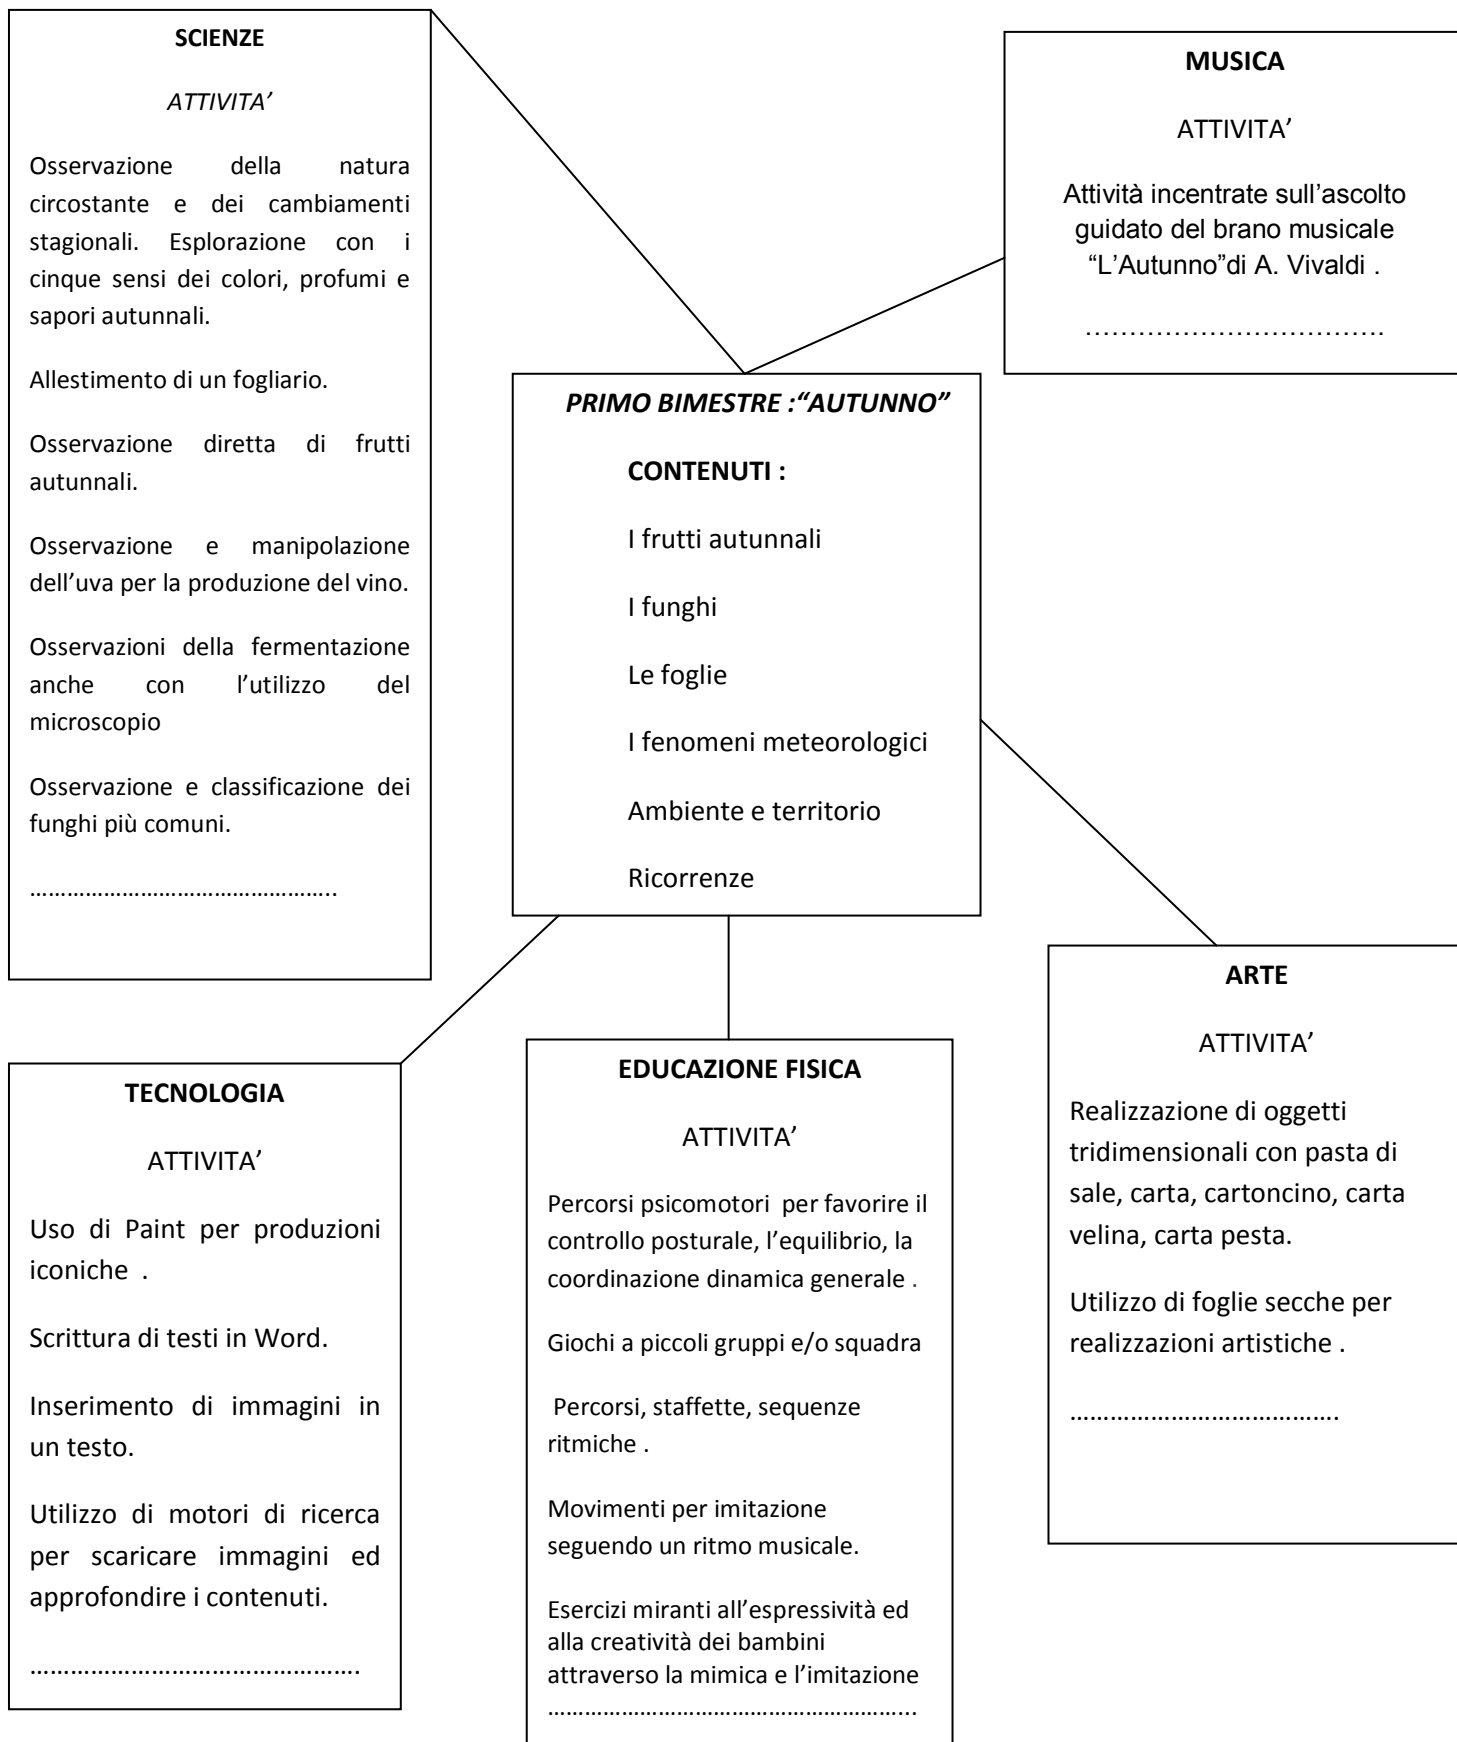 SCIENZE
ATTIVITA’
Osservazione della natura
circostante e dei cambiamenti
stagionali. Esplorazione con i
cinque sensi dei colori, profumi e
sapori autunnali.
Allestimento di un fogliario.
Osservazione diretta di frutti
autunnali.
Osservazione e manipolazione
dell’uva per la produzione del vino.
Osservazioni della fermentazione
anche con l’utilizzo del
microscopio
Osservazione e classificazione dei
funghi più comuni.
…………………………………………..
MUSICA
ATTIVITA’
Attività incentrate sull’ascolto
guidato del brano musicale
“L’Autunno”di A. Vivaldi .
…………………………….
PRIMO BIMESTRE :“AUTUNNO”
CONTENUTI :
I frutti autunnali
I funghi
Le foglie
I fenomeni meteorologici
Ambiente e territorio
Ricorrenze
TECNOLOGIA
ATTIVITA’
Uso di Paint per produzioni
iconiche .
Scrittura di testi in Word.
Inserimento di immagini in
un testo.
Utilizzo di motori di ricerca
per scaricare immagini ed
approfondire i contenuti.
………………………………………….
EDUCAZIONE FISICA
ATTIVITA’
Percorsi psicomotori per favorire il
controllo posturale, l’equilibrio, la
coordinazione dinamica generale .
Giochi a piccoli gruppi e/o squadra
Percorsi, staffette, sequenze
ritmiche .
Movimenti per imitazione
seguendo un ritmo musicale.
Esercizi miranti all’espressività ed
alla creatività dei bambini
attraverso la mimica e l’imitazione
…………………………………………………..
ARTE
ATTIVITA’
Realizzazione di oggetti
tridimensionali con pasta di
sale, carta, cartoncino, carta
velina, carta pesta.
Utilizzo di foglie secche per
realizzazioni artistiche .
………………………………….